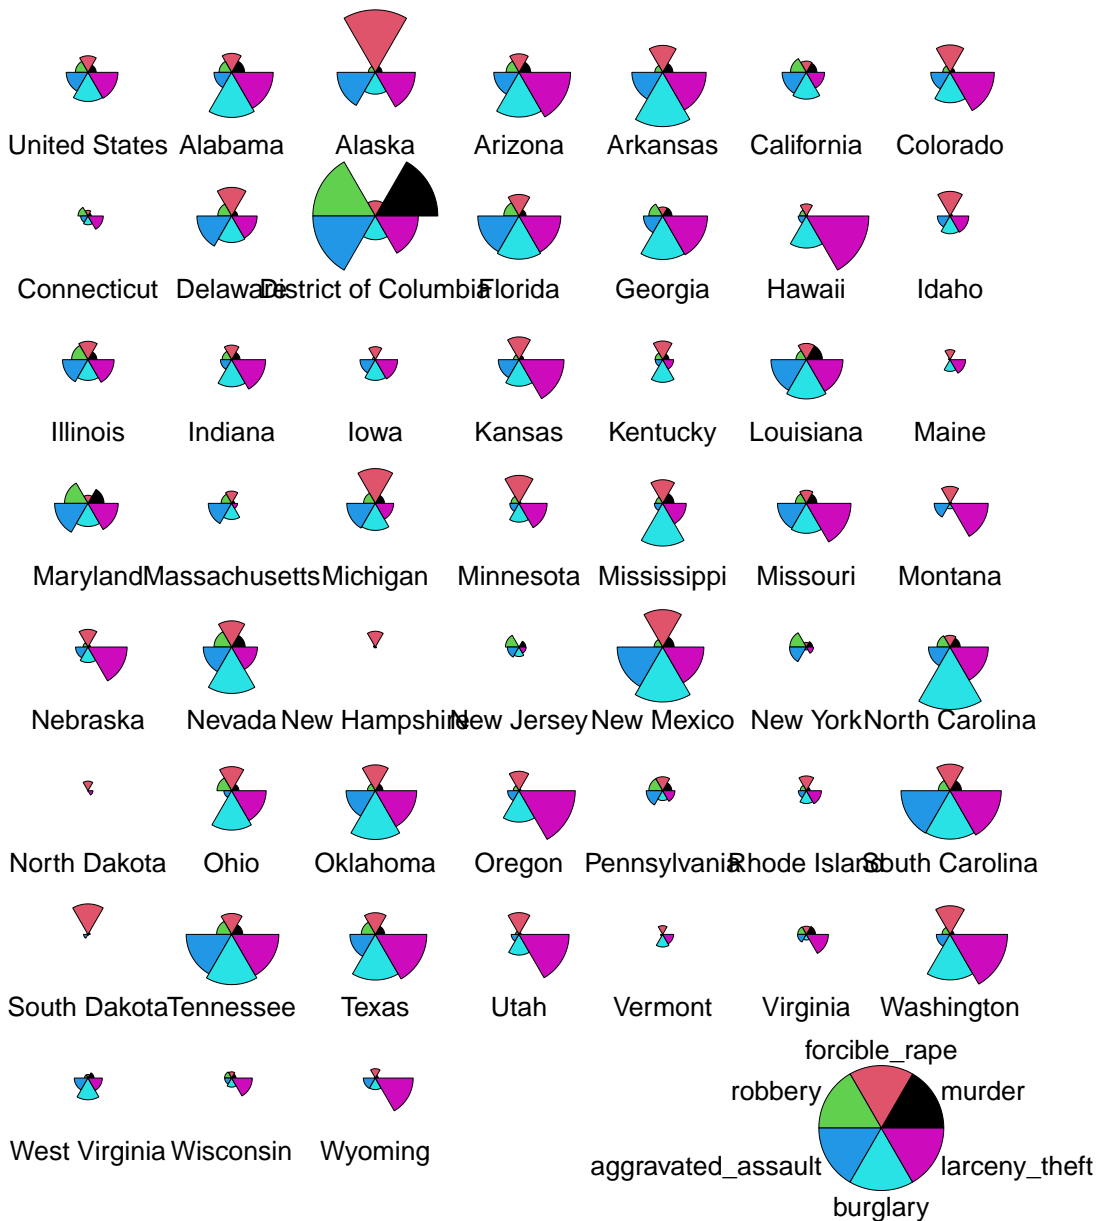 United States Alabama Alaska Arizona Arkansas California Colorado
Connecticut Delaware District of Columbia Florida Georgia Hawaii Idaho
Illinois Indiana Iowa Kansas Kentucky Louisiana Maine
Maryland Massachusetts Michigan Minnesota Mississippi Missouri Montana
Nebraska Nevada New Hampshire New Jersey New Mexico New York North Carolina
North Dakota Ohio Oklahoma Oregon Pennsylvania Rhode Island South Carolina
South Dakota Tennessee Texas Utah Vermont Virginia Washington
forcible_rape
robbery murder
West Virginia Wisconsin Wyoming
aggravated_assault larceny_theft
burglary